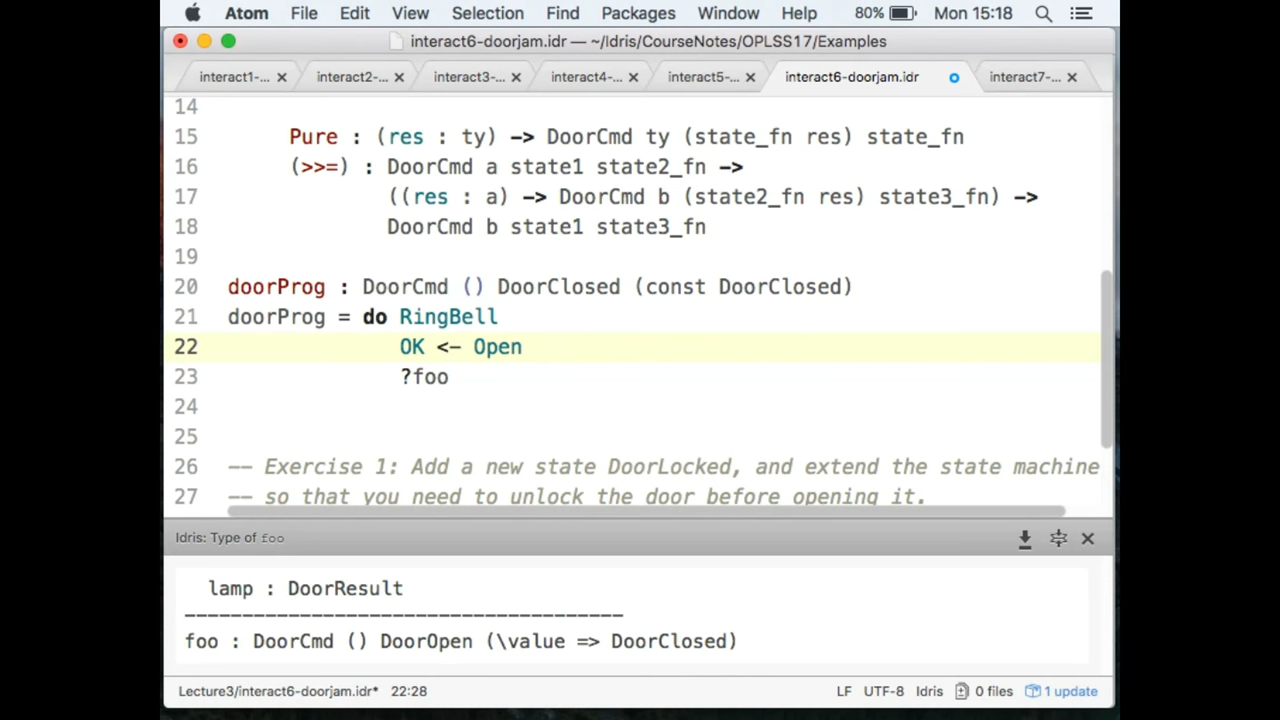 Atom File Edit View Selection Find Packages Window Help 80% Mon 15:18
interact6-doorjam.idr — ~/Idris/CourseNotes/OPLSS17/Examples
interact1-... interact2-... interact3-... interact4-... interact5-... interact6-doorjam.idr interact7-...
14
15 Pure : (res : ty) -> DoorCmd ty (state_fn res) state_fn
16 (>>=) : DoorCmd a state1 state2_fn ->
17 ((res : a) -> DoorCmd b (state2_fn res) state3_fn) ->
18 DoorCmd b state1 state3_fn
19
20 doorProg : DoorCmd () DoorClosed (const DoorClosed)
21 doorProg = do RingBell
22 OK <- Open
23 ?foo
24
25
26 -- Exercise 1: Add a new state DoorLocked, and extend the state machine
27 -- so that you need to unlock the door before opening it.
Idris: Type of foo
lamp : DoorResult
------------------------------------
foo : DoorCmd () DoorOpen (\value => DoorClosed)
Lecture3/interact6-doorjam.idr* 22:28 LF UTF-8 Idris 0 files 1 update